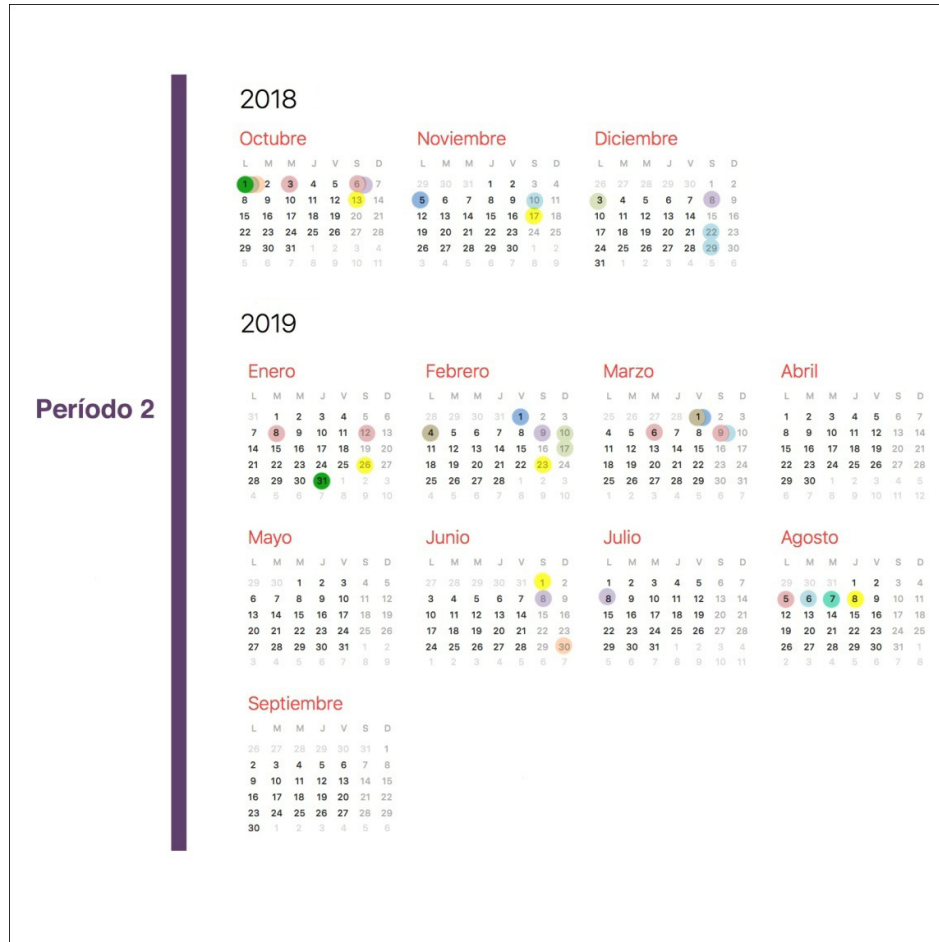 2018
Octubre Noviembre Diciembre
L M M J V S D L M M J V S D L M M J V S D
1 2 3 4 5 6 7 29 30 31 1 2 3 4 26 27 28 29 30 1 2
8 9 10 11 12 13 14 5 6 7 8 9 10 11 3 4 5 6 7 8 9
15 16 17 18 19 20 21 12 13 14 15 16 17 18 10 11 12 13 14 15 16
22 23 24 25 26 27 28 19 20 21 22 23 24 25 17 18 19 20 21 22 23
29 30 31 1 2 3 4 26 27 28 29 30 1 2 24 25 26 27 28 29 30
5 6 7 8 9 10 11 3 4 5 6 7 8 9 31 1 2 3 4 5 6
2019
Enero Febrero Marzo Abril
L M M J V S D L M M J V S D L M M J V S D L M M J V S D
31 1 2 3 4 5 6 28 29 30 31 1 2 3 25 26 27 28 1 2 3 1 2 3 4 5 6 7
Período 2
7 8 9 10 11 12 13 4 5 6 7 8 9 10 4 5 6 7 8 9 10 8 9 10 11 12 13 14
14 15 16 17 18 19 20 11 12 13 14 15 16 17 11 12 13 14 15 16 17 15 16 17 18 19 20 21
21 22 23 24 25 26 27 18 19 20 21 22 23 24 18 19 20 21 22 23 24 22 23 24 25 26 27 28
28 29 30 31 1 2 3 25 26 27 28 1 2 3 25 26 27 28 29 30 31 29 30 1 2 3 4 5
4 5 6 7 8 9 10 4 5 6 7 8 9 10 1 2 3 4 5 6 7 6 7 8 9 10 11 12
Mayo Junio Julio Agosto
L M M J V S D L M M J V S D L M M J V S D L M M J V S D
29 30 1 2 3 4 5 27 28 29 30 31 1 2 1 2 3 4 5 6 7 29 30 31 1 2 3 4
6 7 8 9 10 11 12 3 4 5 6 7 8 9 8 9 10 11 12 13 14 5 6 7 8 9 10 11
13 14 15 16 17 18 19 10 11 12 13 14 15 16 15 16 17 18 19 20 21 12 13 14 15 16 17 18
20 21 22 23 24 25 26 17 18 19 20 21 22 23 22 23 24 25 26 27 28 19 20 21 22 23 24 25
27 28 29 30 31 1 2 24 25 26 27 28 29 30 29 30 31 1 2 3 4 26 27 28 29 30 31 1
3 4 5 6 7 8 9 1 2 3 4 5 6 7 5 6 7 8 9 10 11 2 3 4 5 6 7 8
Septiembre
L M M J V S D
26 27 28 29 30 31 1
2 3 4 5 6 7 8
9 10 11 12 13 14 15
16 17 18 19 20 21 22
23 24 25 26 27 28 29
30 1 2 3 4 5 6